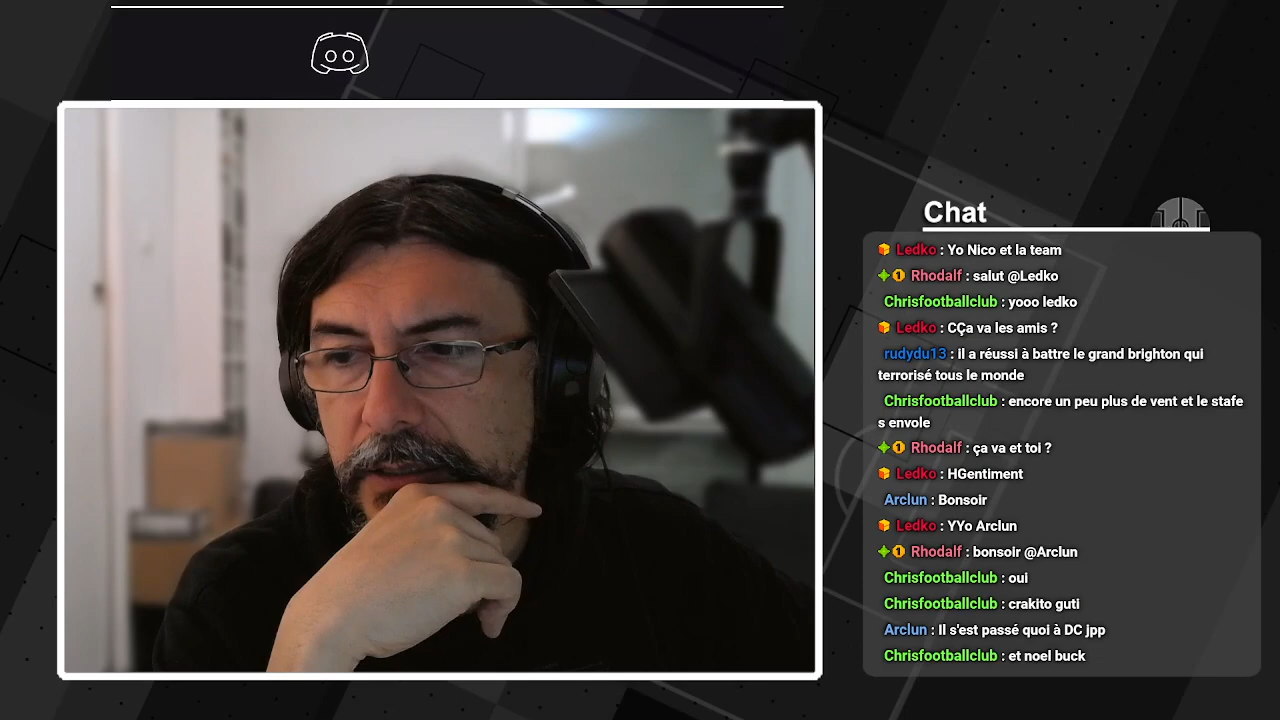 Chat
Ledko : Yo Nico et la team
1 Rhodalf : salut @Ledko
Chrisfootballclub : yooo ledko
Ledko : CÇa va les amis ?
rudydu13 : il a réussi à battre le grand brighton qui
terrorisé tous le monde
Chrisfootballclub : encore un peu plus de vent et le stafe
s envole
1 Rhodalf : ça va et toi ?
Ledko : HGentiment
Arclun : Bonsoir
Ledko : YYo Arclun
1 Rhodalf : bonsoir @Arclun
Chrisfootballclub : oui
Chrisfootballclub : crakito guti
Arclun : Il s'est passé quoi à DC jpp
Chrisfootballclub : et noel buck